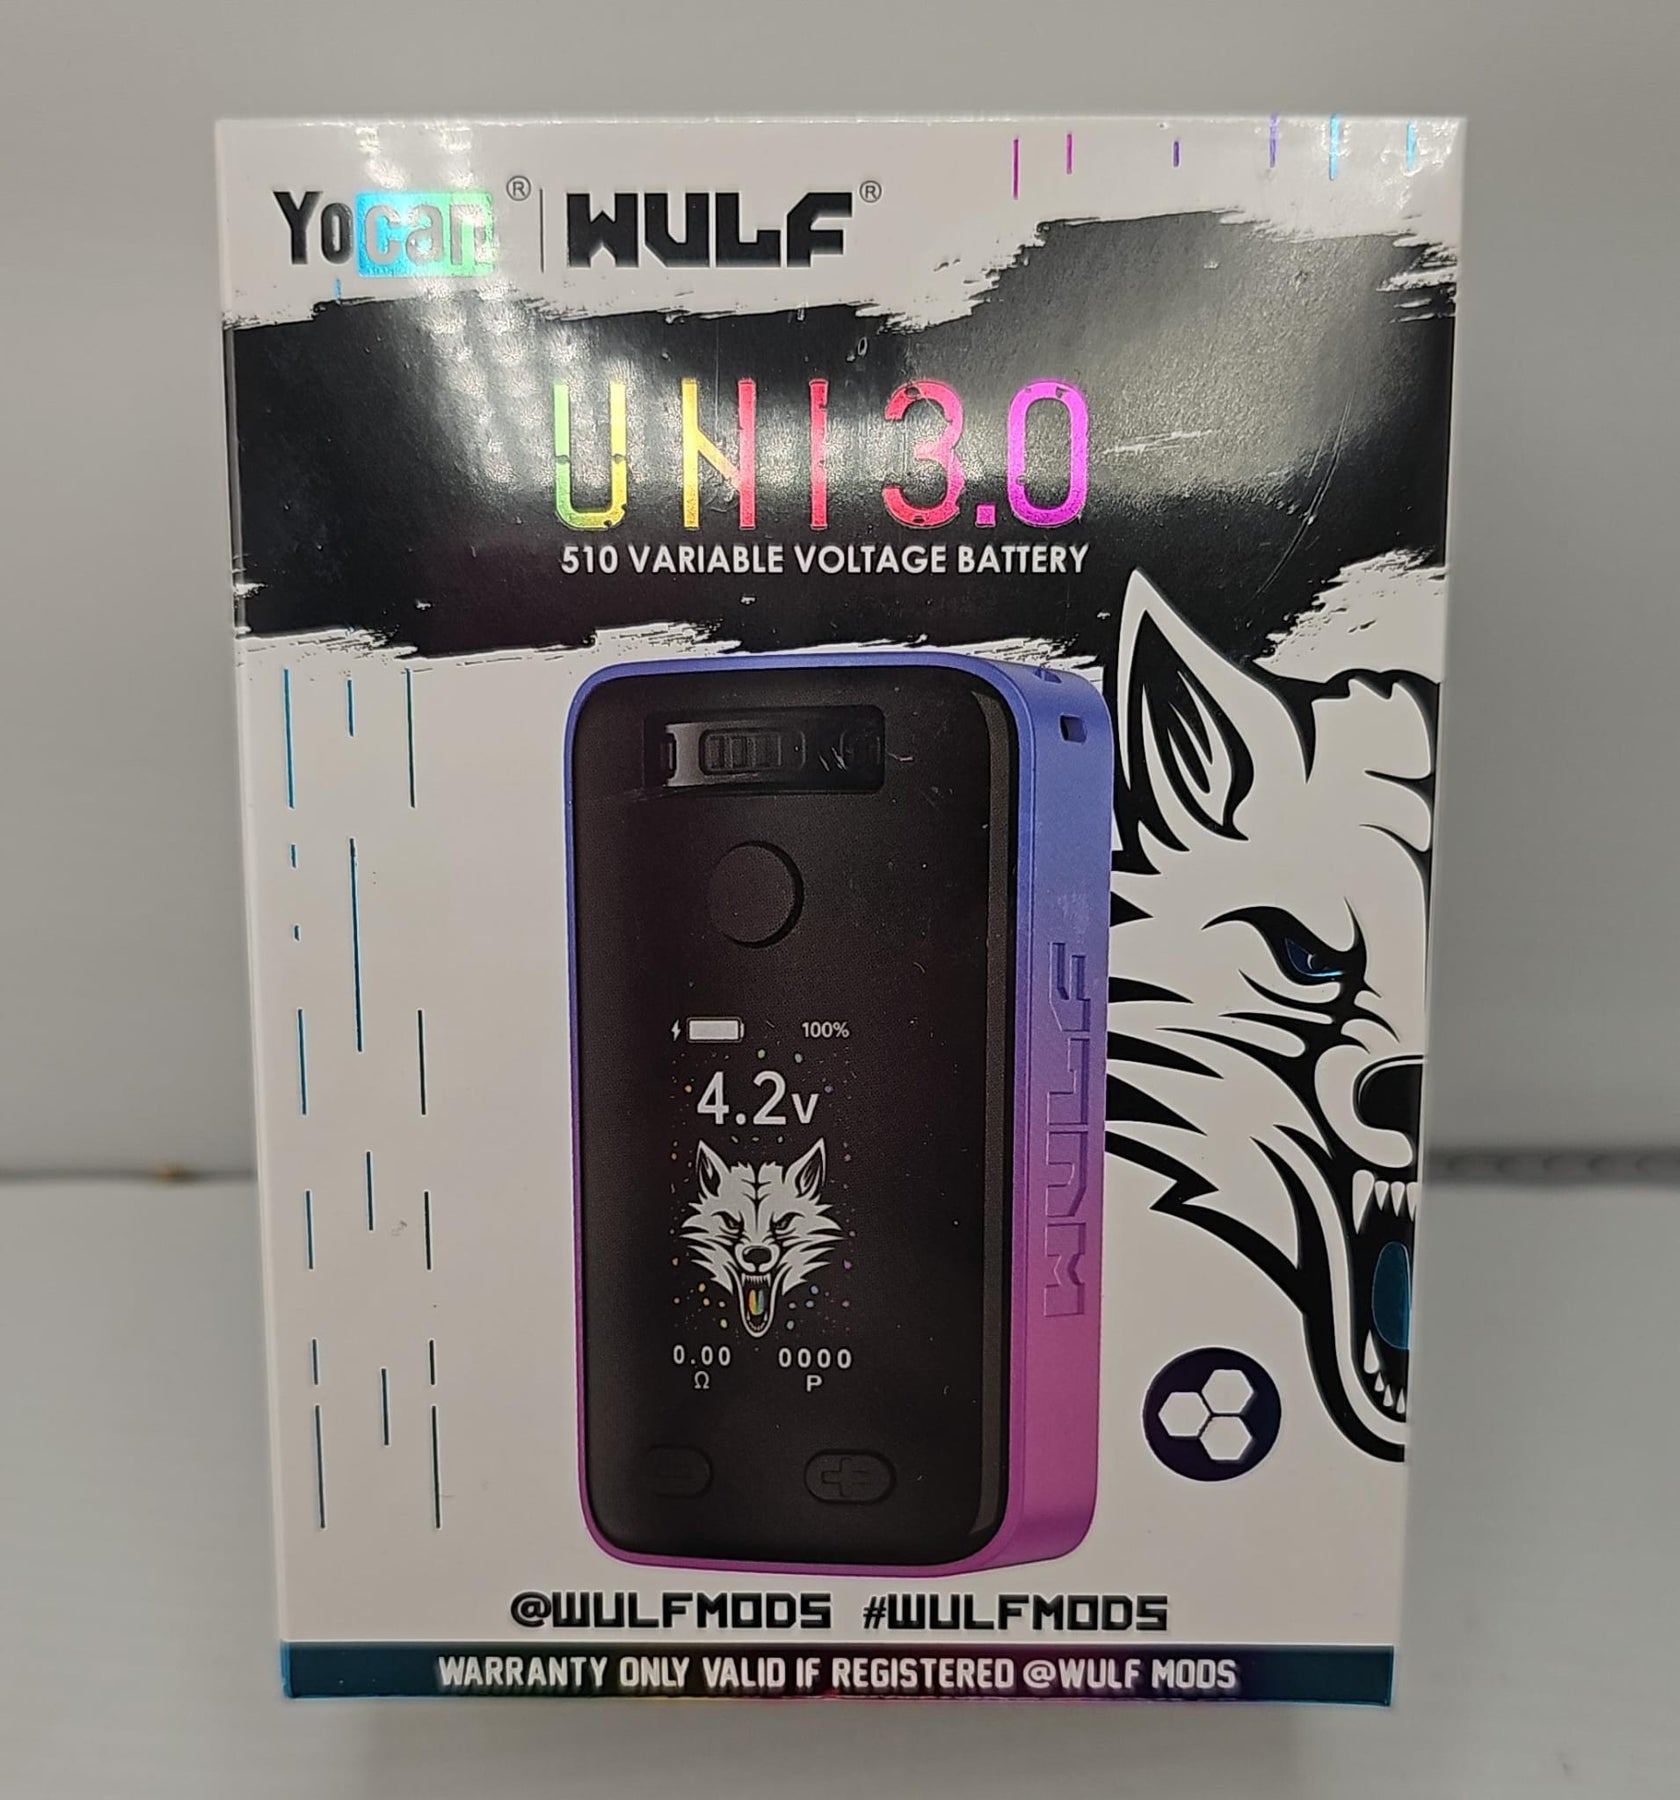 Yocan® | WULF®
UNI 3.0
510 VARIABLE VOLTAGE BATTERY
100%
4.2v
0.00 0000
Ω P
WULF
@WULFMODS #WULFMODS
WARRANTY ONLY VALID IF REGISTERED @WULF MODS